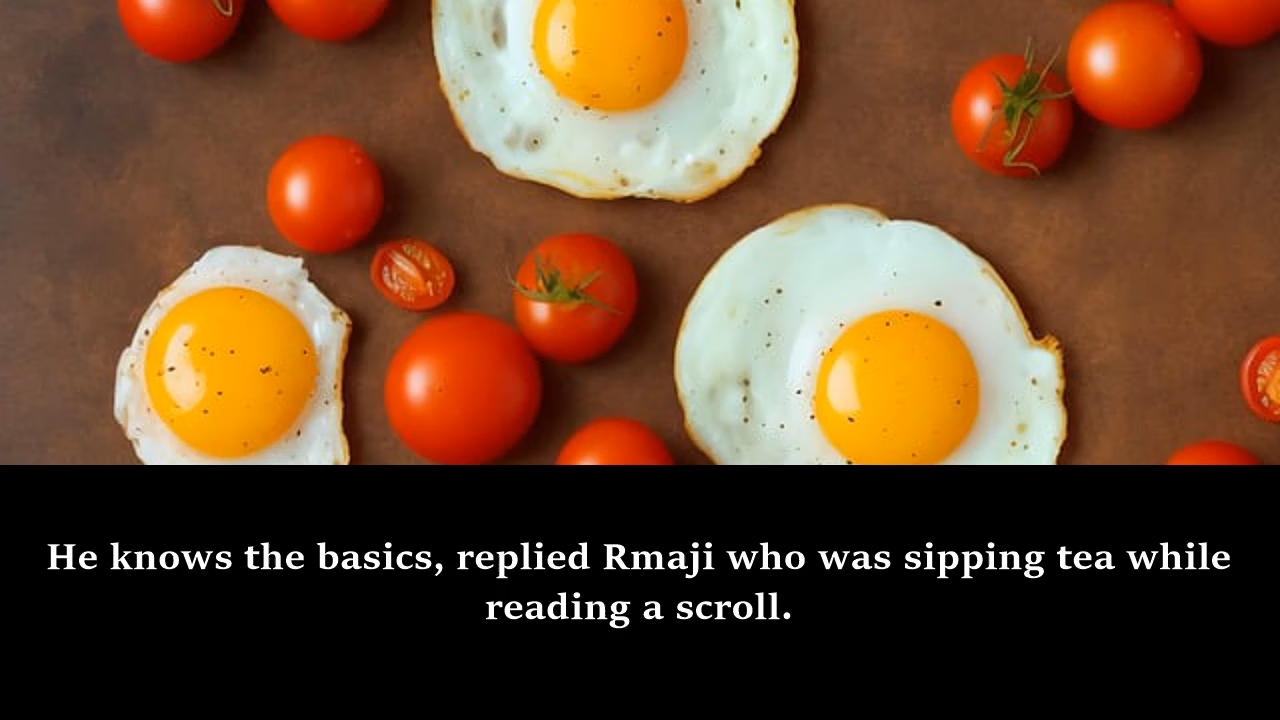 He knows the basics, replied Rmaji who was sipping tea while
reading a scroll.